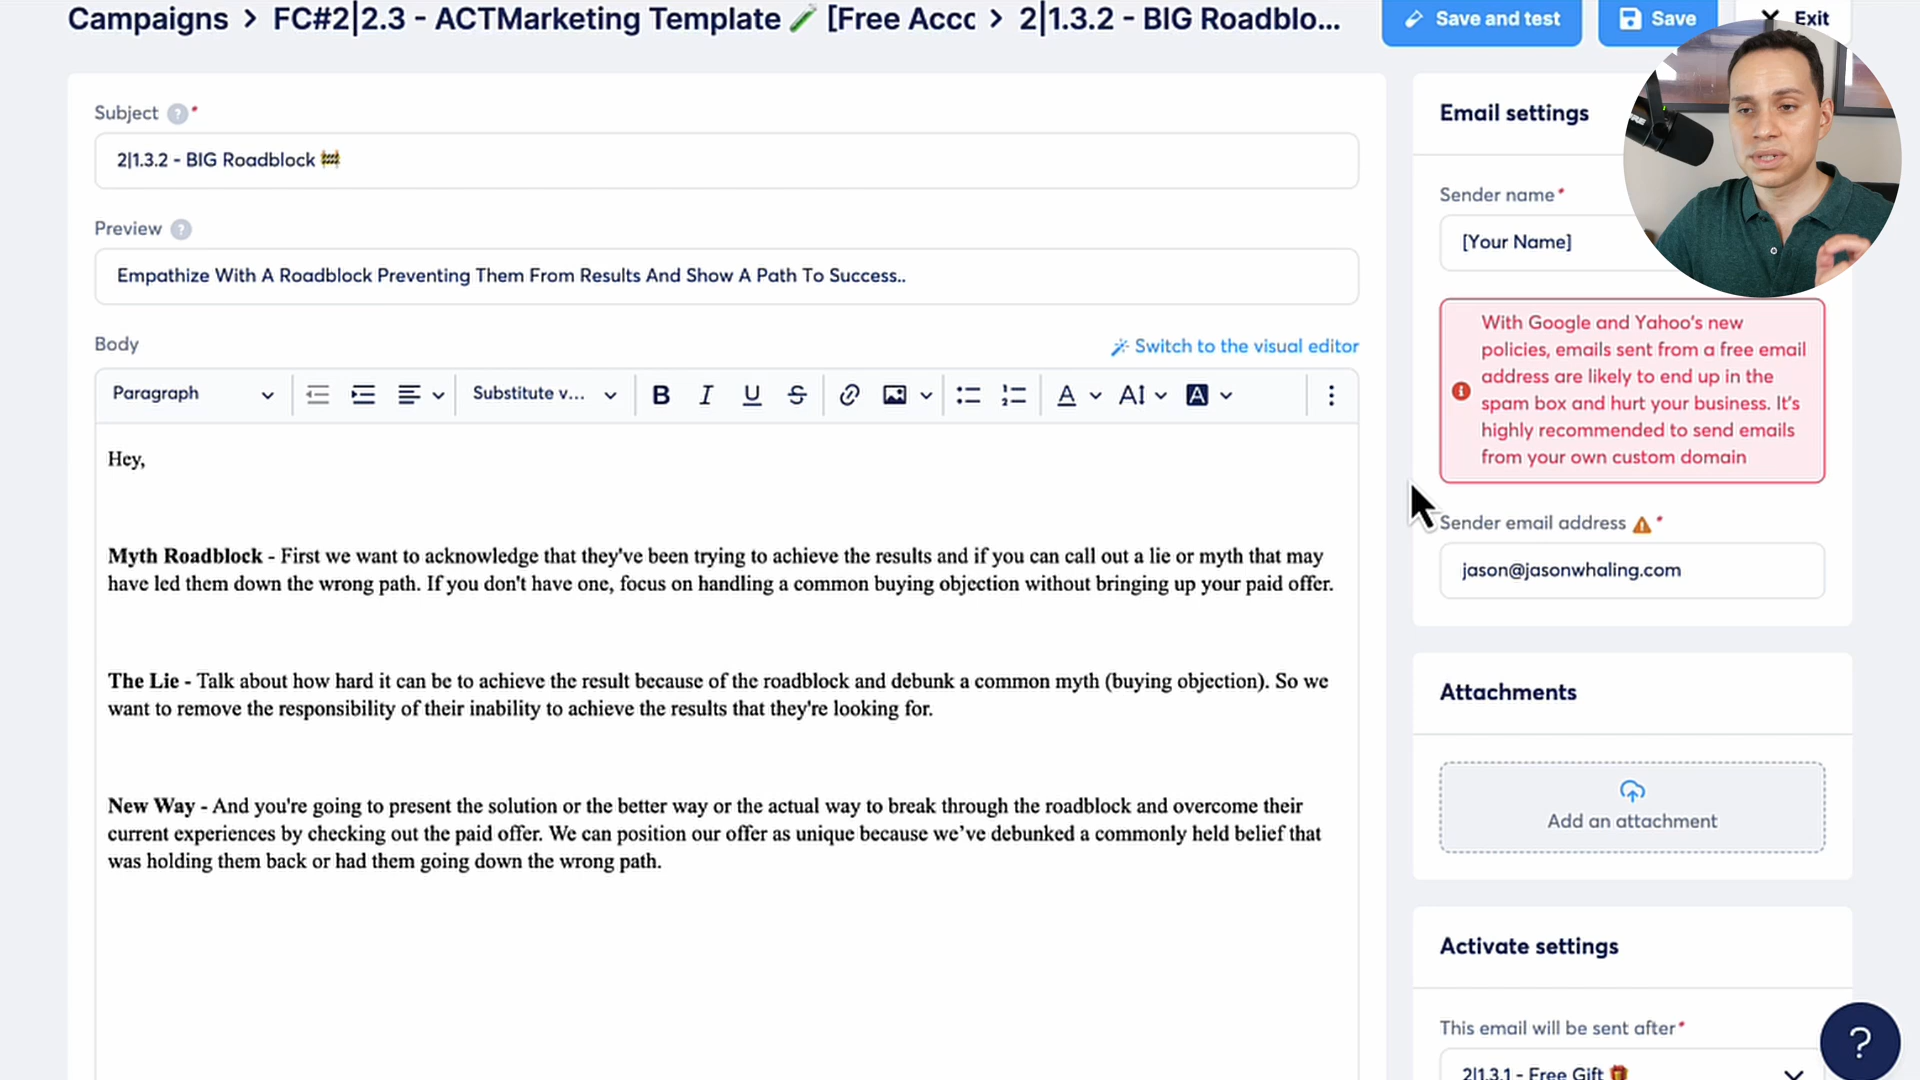 Campaigns > FC#2|2.3 - ACTMarketing Template 🧪 [Free Accc > 2|1.3.2 - BIG Roadblo...
Save and test
Save
Exit
Subject ? *
2|1.3.2 - BIG Roadblock 🚧
Preview ?
Empathize With A Roadblock Preventing Them From Results And Show A Path To Success..
Body
Switch to the visual editor
Paragraph
Substitute v...
B I U S
A AI A
Hey,
Myth Roadblock - First we want to acknowledge that they've been trying to achieve the results and if you can call out a lie or myth that may
have led them down the wrong path. If you don't have one, focus on handling a common buying objection without bringing up your paid offer.
The Lie - Talk about how hard it can be to achieve the result because of the roadblock and debunk a common myth (buying objection). So we
want to remove the responsibility of their inability to achieve the results that they're looking for.
New Way - And you're going to present the solution or the better way or the actual way to break through the roadblock and overcome their
current experiences by checking out the paid offer. We can position our offer as unique because we’ve debunked a commonly held belief that
was holding them back or had them going down the wrong path.
Email settings
Sender name*
[Your Name]
With Google and Yahoo's new
policies, emails sent from a free email
address are likely to end up in the
spam box and hurt your business. It's
highly recommended to send emails
from your own custom domain
Sender email address *
jason@jasonwhaling.com
Attachments
Add an attachment
Activate settings
This email will be sent after*
2|1.3.1 - Free Gift 🎁
?